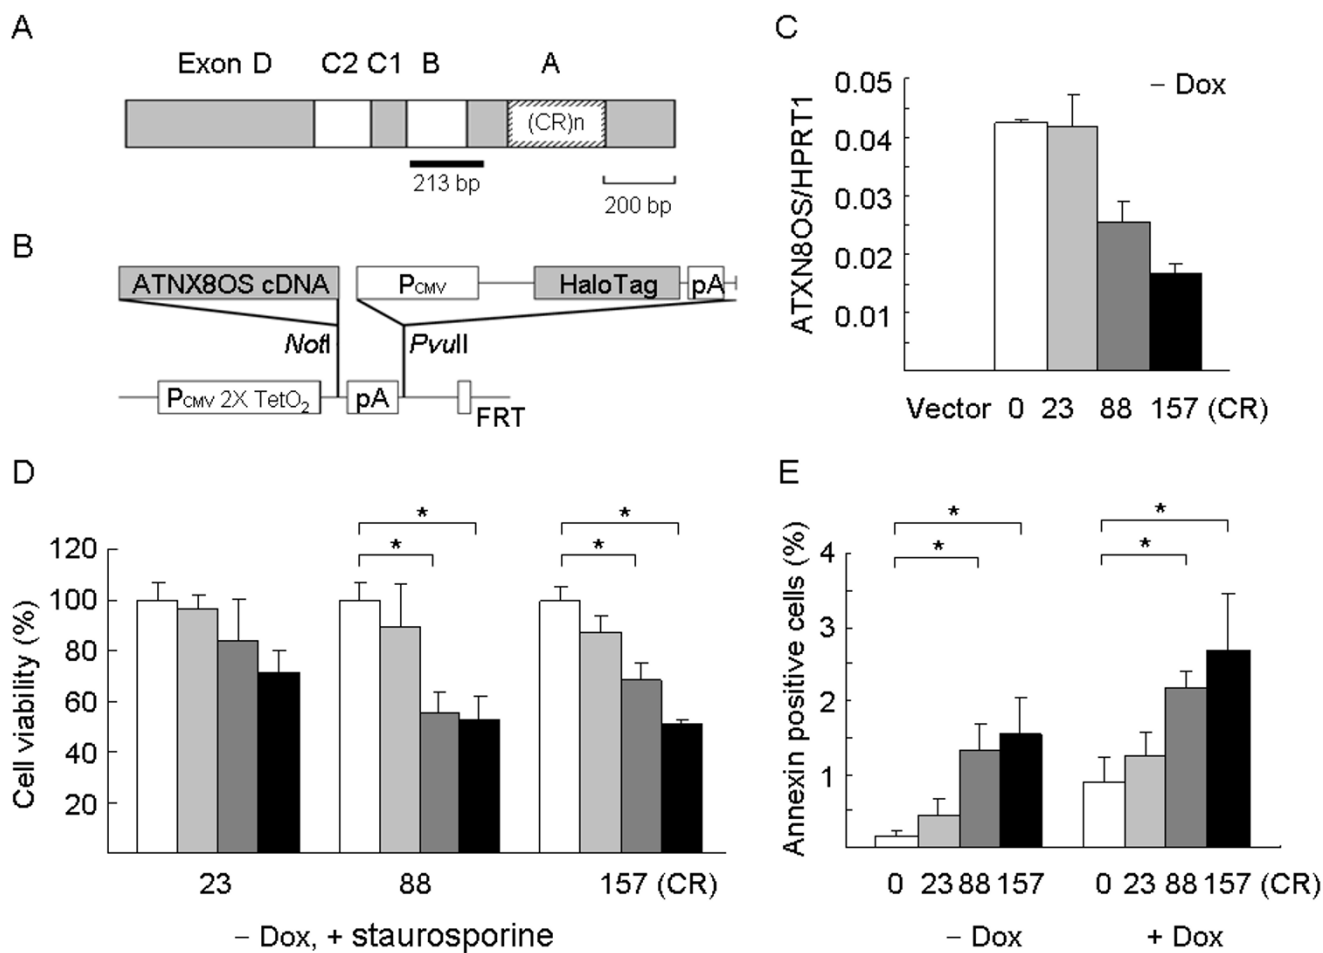 A
Exon D C2 C1 B A
(CR)n
213 bp
200 bp
B
ATNX8OS cDNA
PCMV
HaloTag
pA
NotI
PvuII
PCMV 2X TetO2
pA
FRT
C
– Dox
ATXN8OS/HPRT1
0.05
0.04
0.03
0.02
0.01
Vector 0 23 88 157 (CR)
D
Cell viability (%)
120
100
80
60
40
20
* *
* *
23 88 157 (CR)
– Dox, + staurosporine
E
Annexin positive cells (%)
4
3
2
1
* *
* *
0 23 88 157 0 23 88 157 (CR)
– Dox + Dox